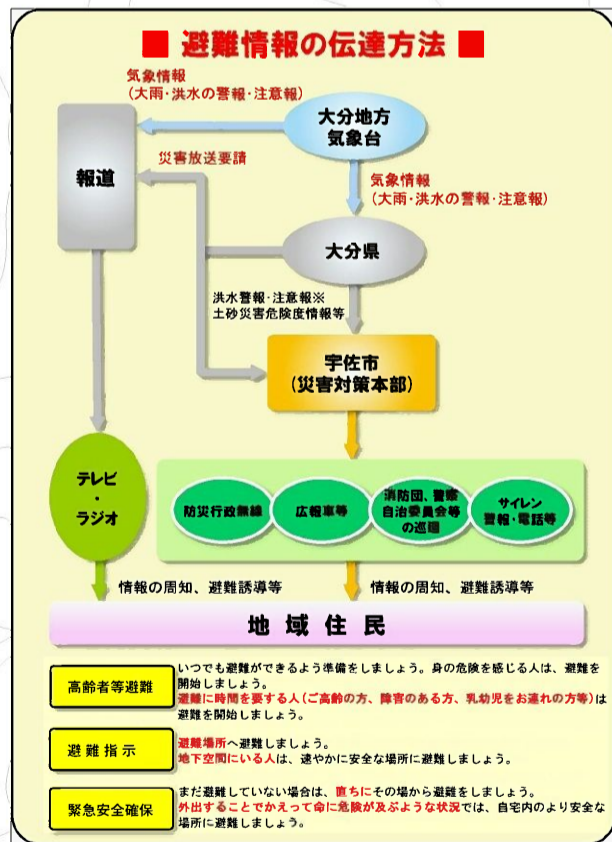 ■ 避難情報の伝達方法 ■
気象情報
(大雨・洪水の警報・注意報)
大分地方
気象台
報道
災害放送要請
気象情報
(大雨・洪水の警報・注意報)
大分県
洪水警報・注意報※
土砂災害危険度情報等
宇佐市
(災害対策本部)
テレビ
・
ラジオ
防災行政無線
広報車等
消防団、警察
自治委員会等
の巡回
サイレン
警報・電話等
情報の周知、避難誘導等
情報の周知、避難誘導等
地域住民
高齢者等避難
いつでも避難ができるよう準備をしましょう。身の危険を感じる人は、避難を
開始しましょう。
避難に時間を要する人(ご高齢の方、障害のある方、乳幼児をお連れの方等)は
避難を開始しましょう。
避難指示
避難場所へ避難しましょう。
地下空間にいる人は、速やかに安全な場所に避難しましょう。
緊急安全確保
まだ避難していない場合は、直ちにその場から避難をしましょう。
外出することでかえって命に危険が及ぶような状況では、自宅内のより安全な
場所に避難しましょう。